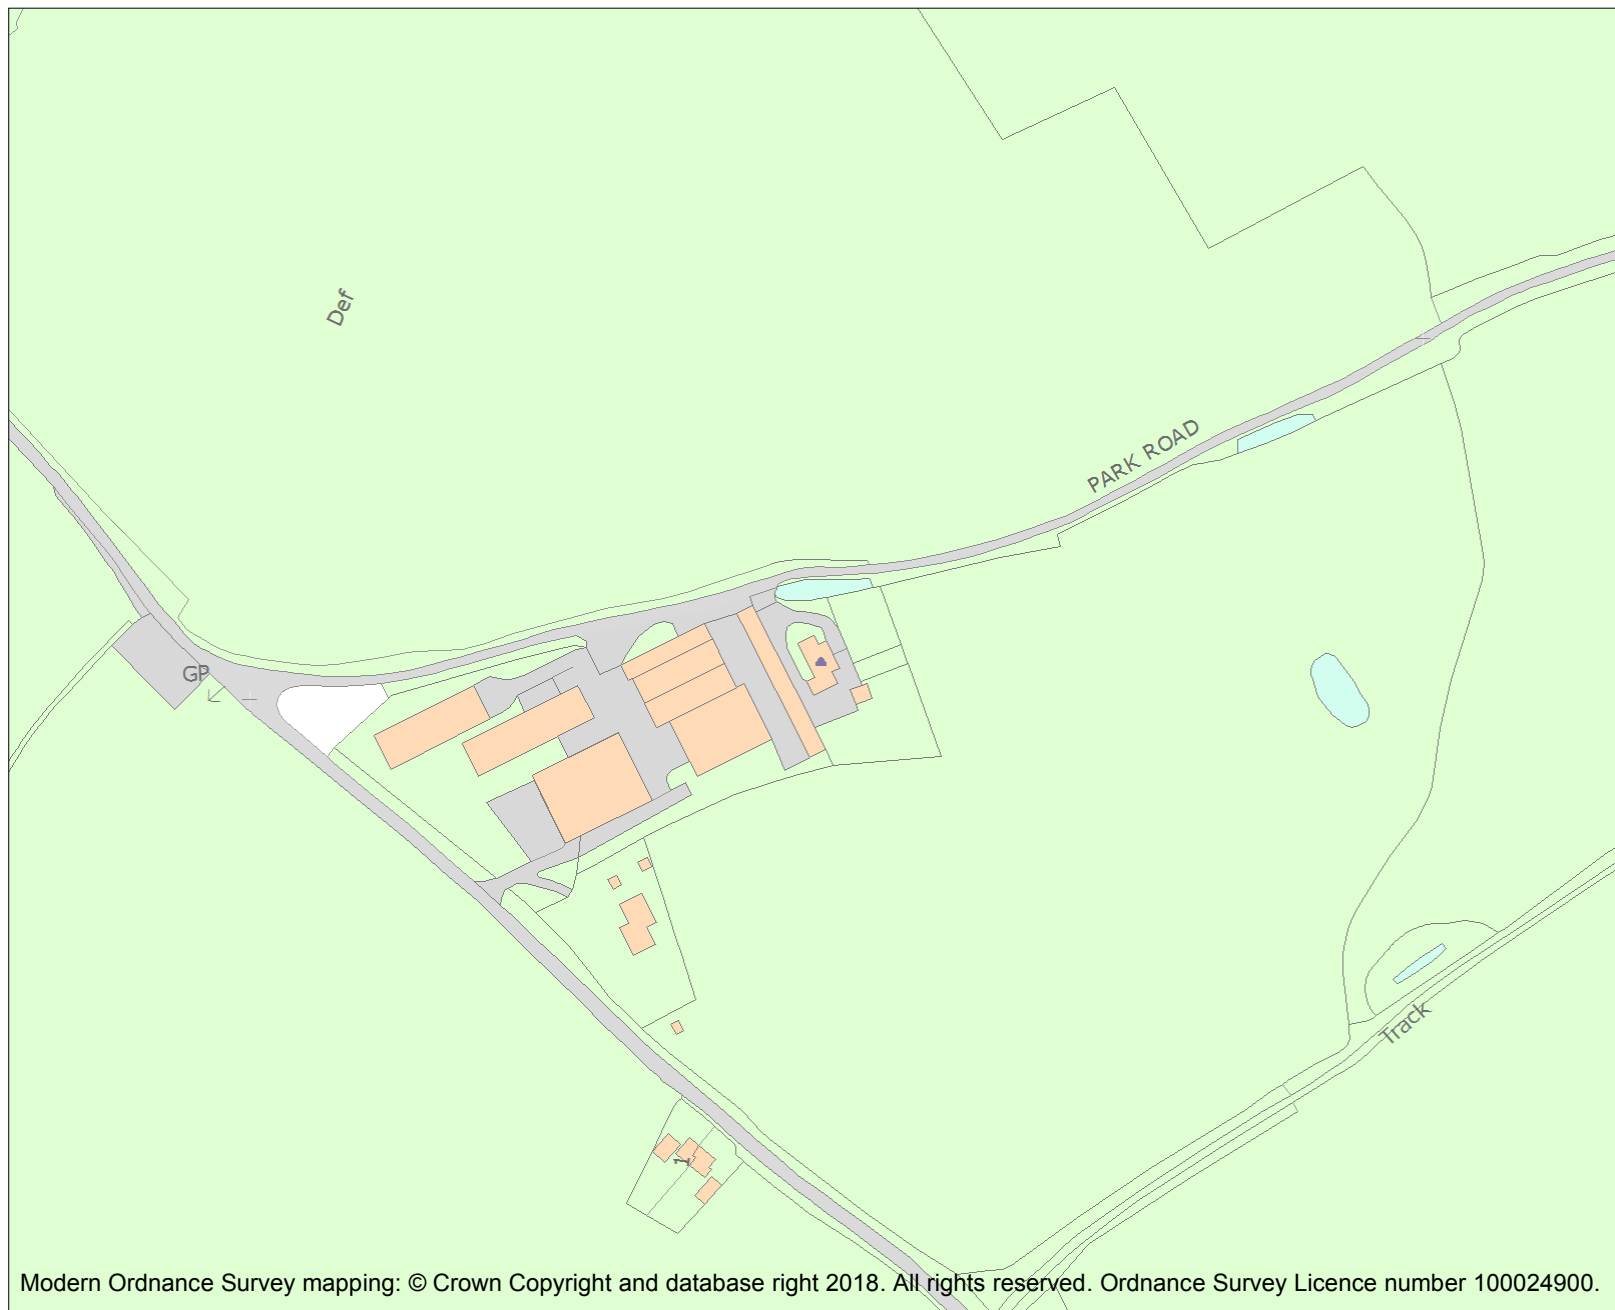 Def
PARK ROAD
GP
Track
1
Modern Ordnance Survey mapping: © Crown Copyright and database right 2018. All rights reserved. Ordnance Survey Licence number 100024900.